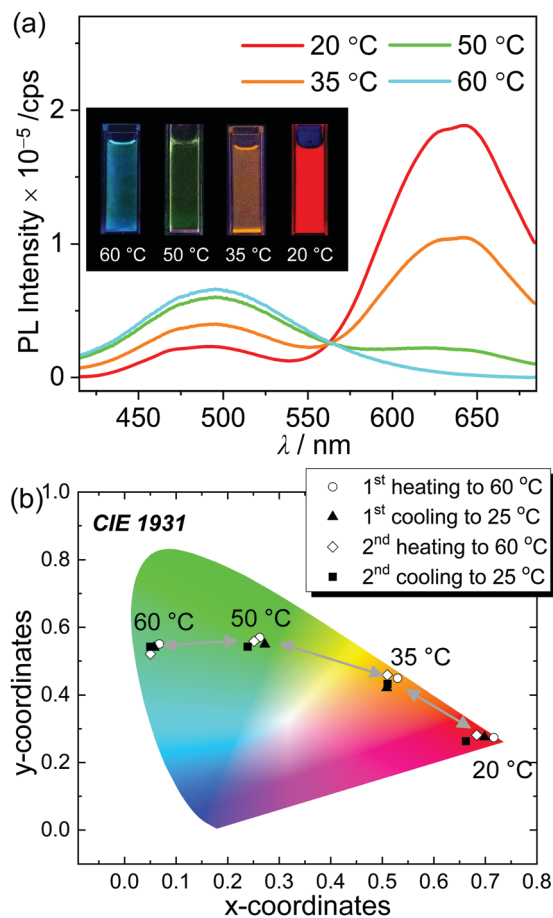 (a)
20 °C
50 °C
35 °C
60 °C
PL Intensity × 10⁻⁵ /cps
2
1
0
60 °C
50 °C
35 °C
20 °C
450
500
550
600
650
λ / nm
(b)
1st heating to 60 °C
1st cooling to 25 °C
2nd heating to 60 °C
2nd cooling to 25 °C
CIE 1931
y-coordinates
1.0
0.8
0.6
0.4
0.2
0.0
60 °C
50 °C
35 °C
20 °C
0.0
0.1
0.2
0.3
0.4
0.5
0.6
0.7
0.8
x-coordinates